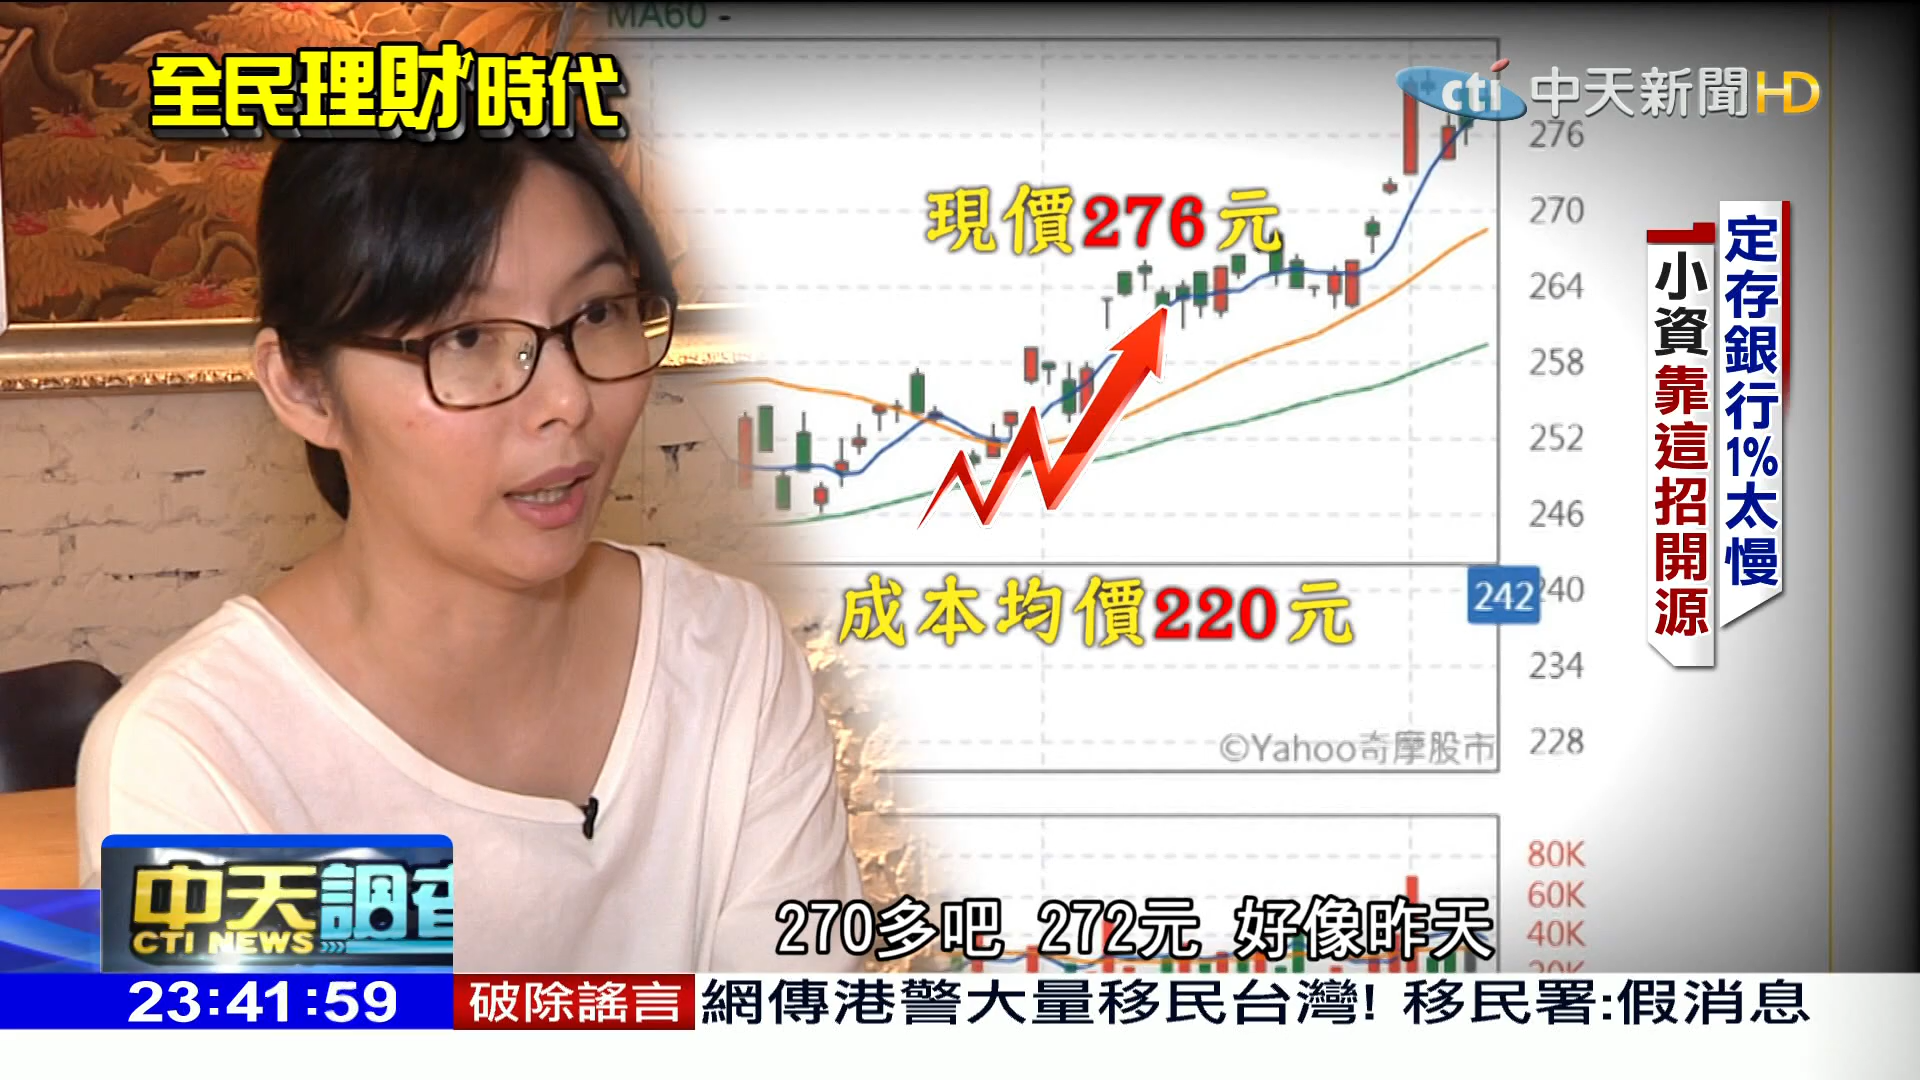 MA60 -
全民理財時代
cti 中天新聞HD
現價276元
成本均價220元
276
270
264
258
252
246
242
240
234
228
©Yahoo奇摩股市
80K
60K
40K
20K
定存銀行1%太慢
小資靠這招開源
270多吧 272元 好像昨天
中天調查
CTI NEWS
23:41:59
破除謠言
網傳港警大量移民台灣! 移民署:假消息